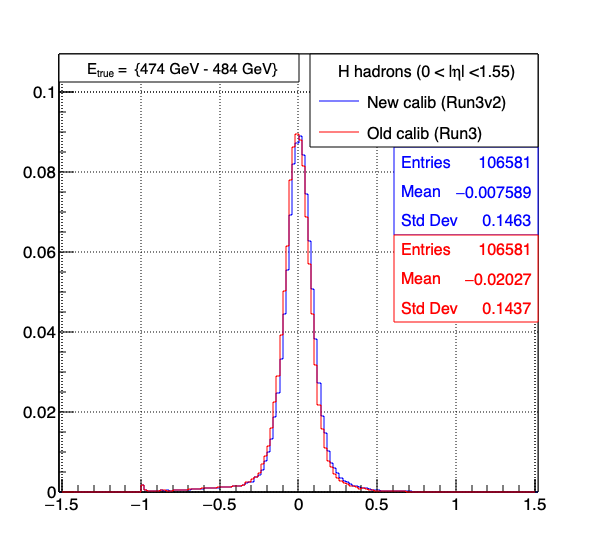 E_true = {474 GeV - 484 GeV}
H hadrons (0 < |η| <1.55)
New calib (Run3v2)
Old calib (Run3)
Entries 106581
Mean −0.007589
Std Dev 0.1463
Entries 106581
Mean −0.02027
Std Dev 0.1437
0.1
0.08
0.06
0.04
0.02
0
−1.5 −1 −0.5 0 0.5 1 1.5